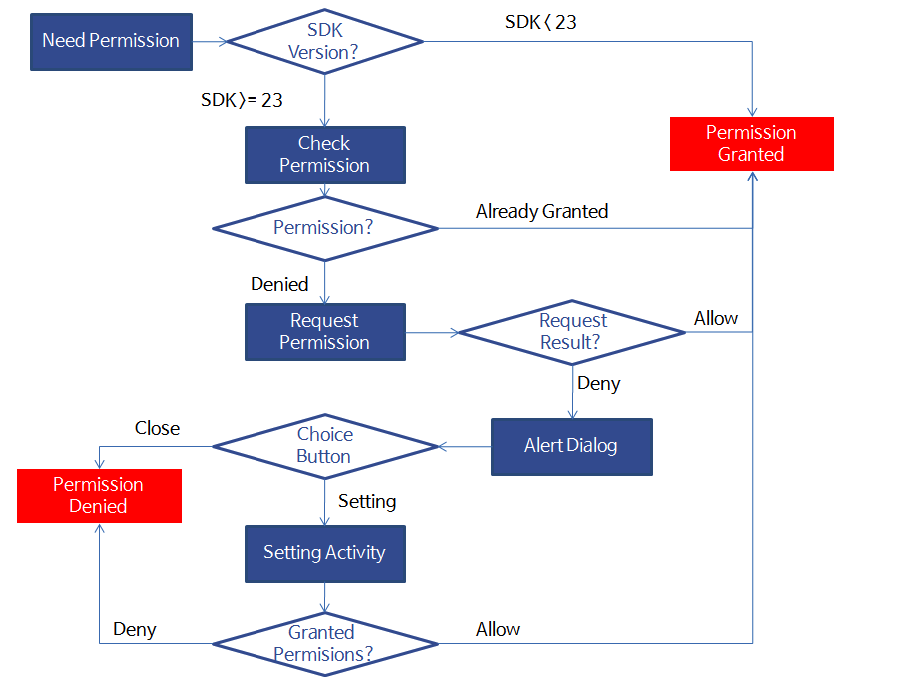 Need Permission
SDK
Version?
SDK〈 23
SDK〉= 23
Permission
Granted
Check
Permission
Permission?
Already Granted
Denied
Request
Permission
Request
Result?
Allow
Deny
Close
Choice
Button
Alert Dialog
Permission
Denied
Setting
Setting Activity
Deny
Granted
Permisions?
Allow